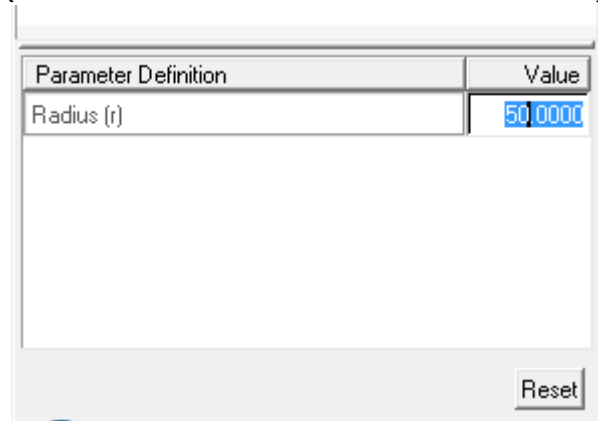 Parameter Definition Value
Radius (r) 50.0000
Reset